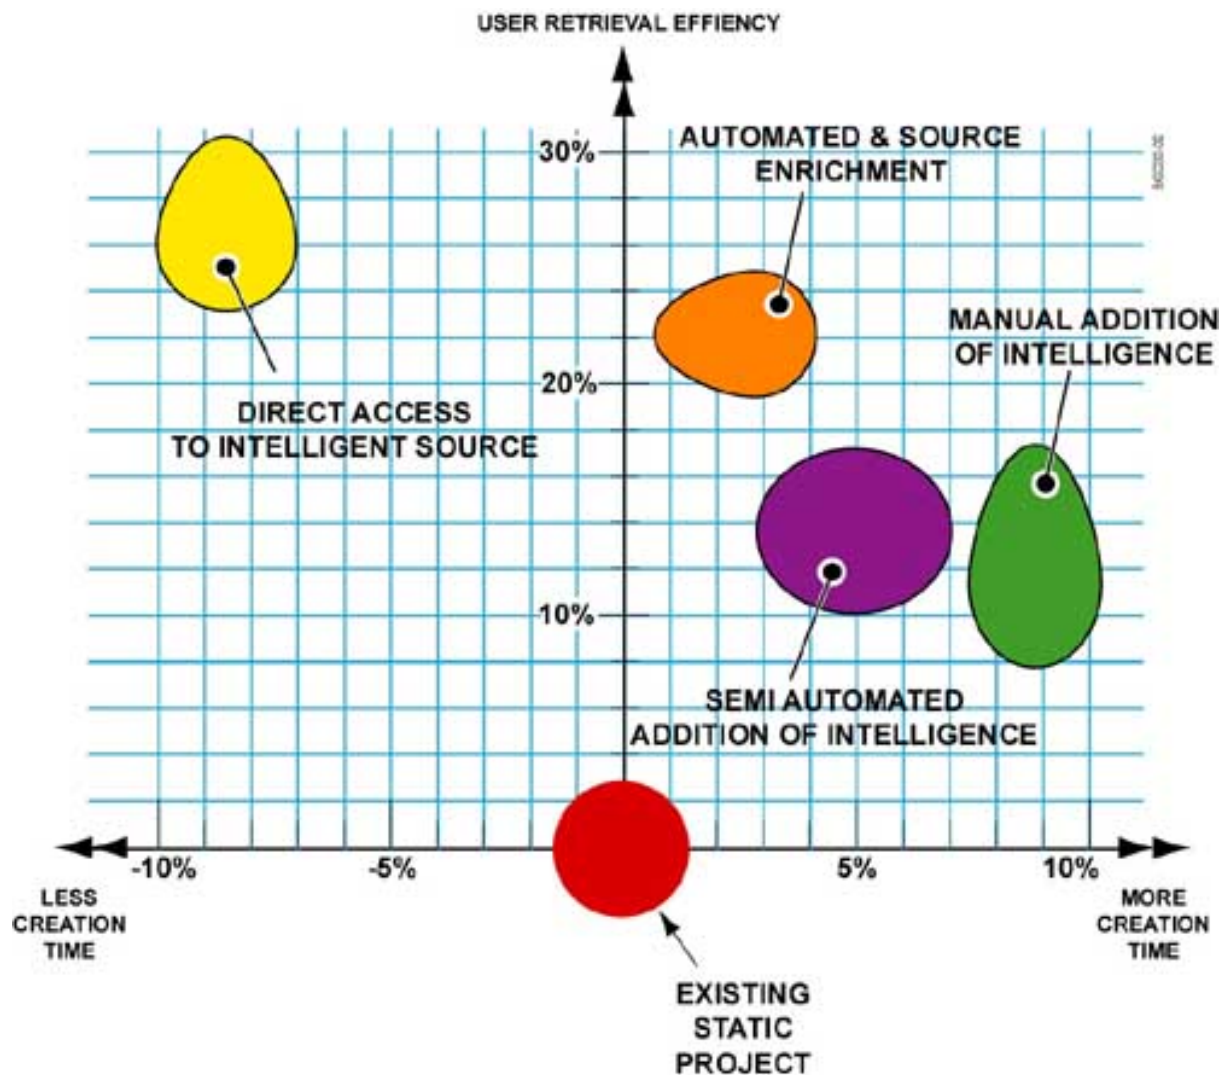 USER RETRIEVAL EFFIENCY
30%
AUTOMATED & SOURCE
ENRICHMENT
MANUAL ADDITION
OF INTELLIGENCE
20%
DIRECT ACCESS
TO INTELLIGENT SOURCE
10%
SEMI AUTOMATED
ADDITION OF INTELLIGENCE
-10%
-5%
5%
10%
LESS
CREATION
TIME
MORE
CREATION
TIME
EXISTING
STATIC
PROJECT